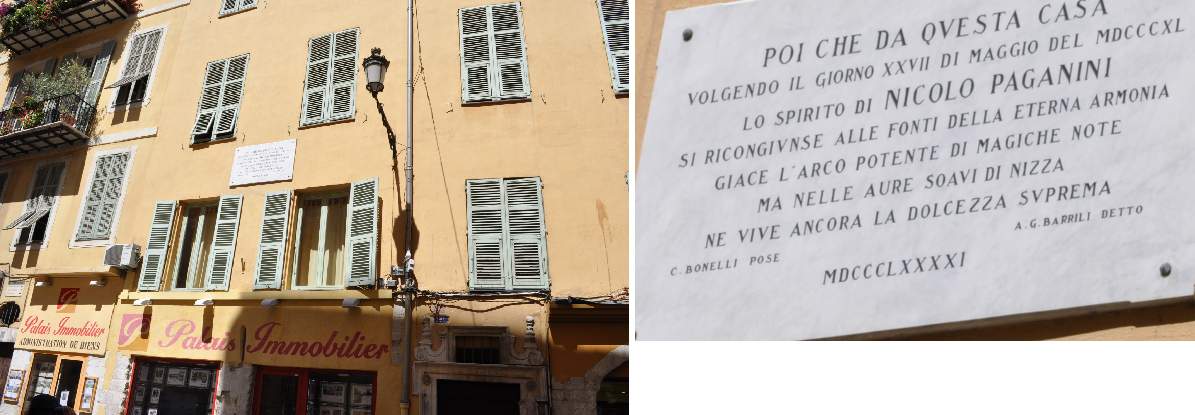 Palais Immobilier
ADMINISTRATION DE BIENS
Palais Immobilier
POI CHE DA QVESTA CASA
VOLGENDO IL GIORNO XXVII DI MAGGIO DEL MDCCCXL
LO SPIRITO DI NICOLO PAGANINI
SI RICONGIVNSE ALLE FONTI DELLA ETERNA ARMONIA
GIACE L'ARCO POTENTE DI MAGICHE NOTE
MA NELLE AURE SOAVI DI NIZZA
NE VIVE ANCORA LA DOLCEZZA SVPREMA
C. BONELLI POSE
A.G. BARRILI DETTO
MDCCCLXXXXI